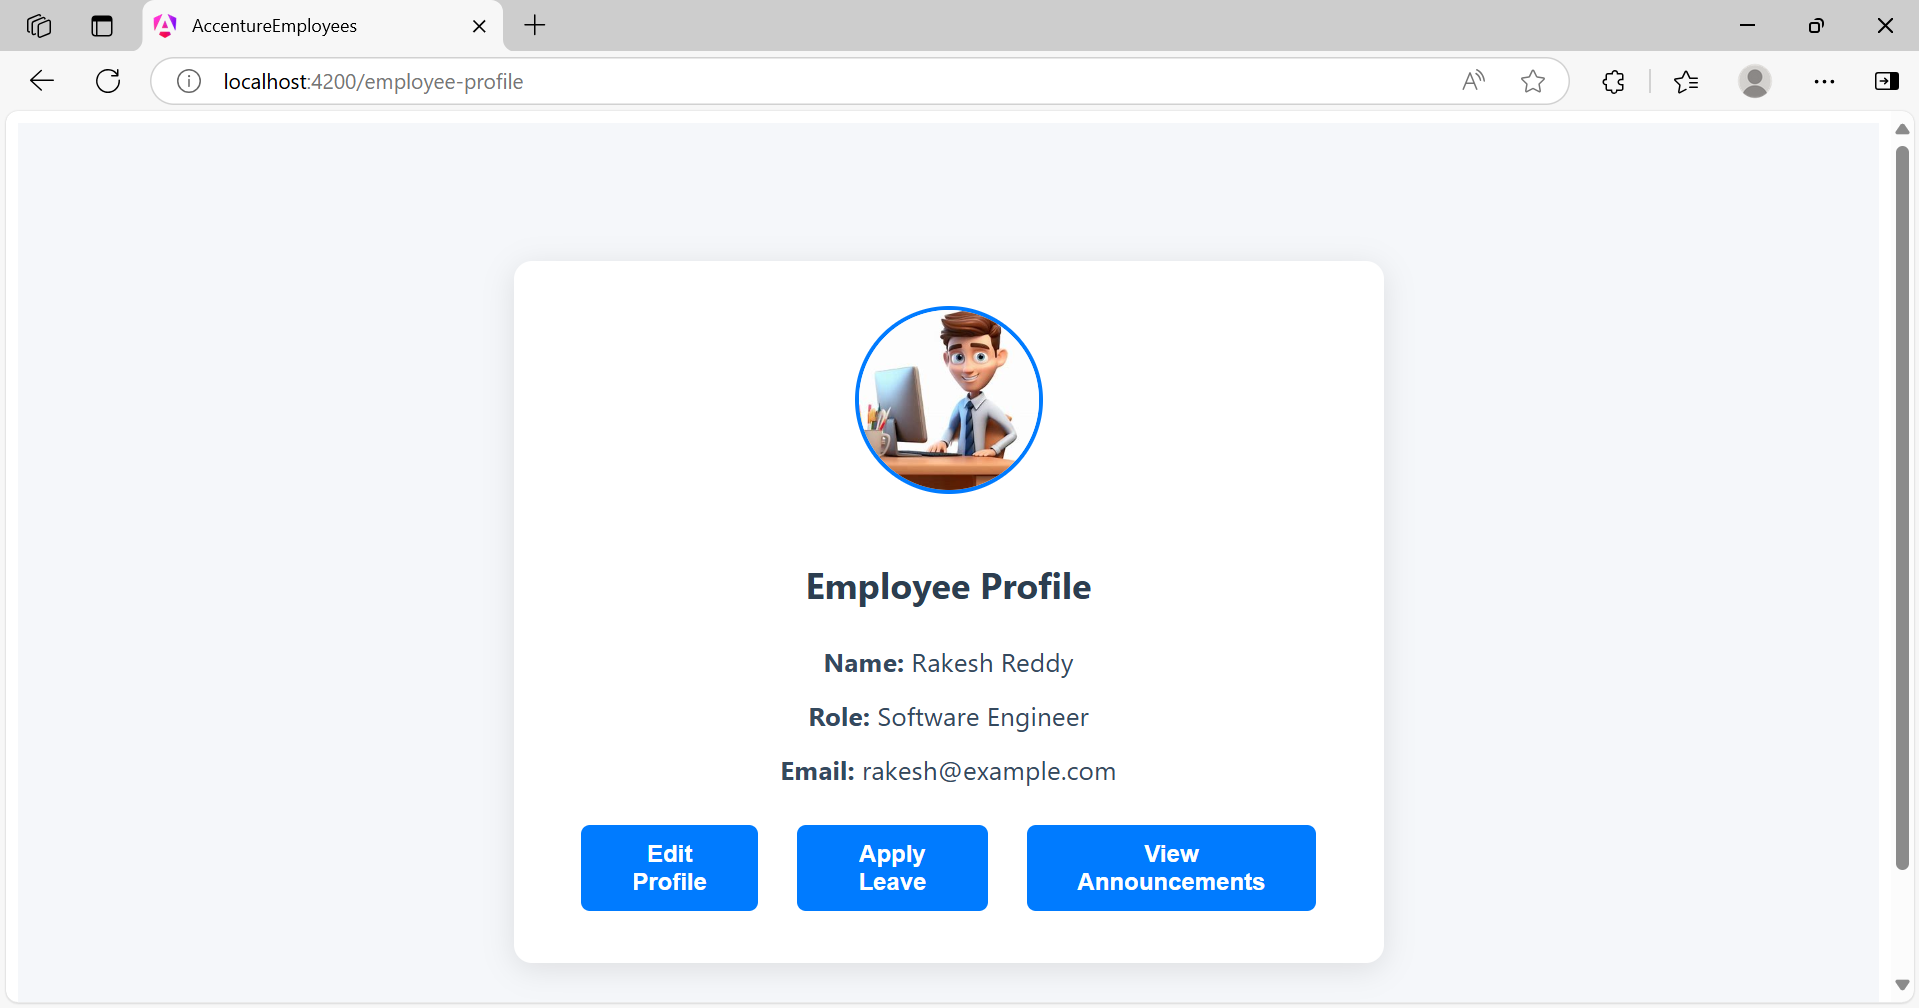 AccentureEmployees
localhost:4200/employee-profile
Employee Profile
Name: Rakesh Reddy
Role: Software Engineer
Email: rakesh@example.com
Edit
Profile
Apply
Leave
View
Announcements